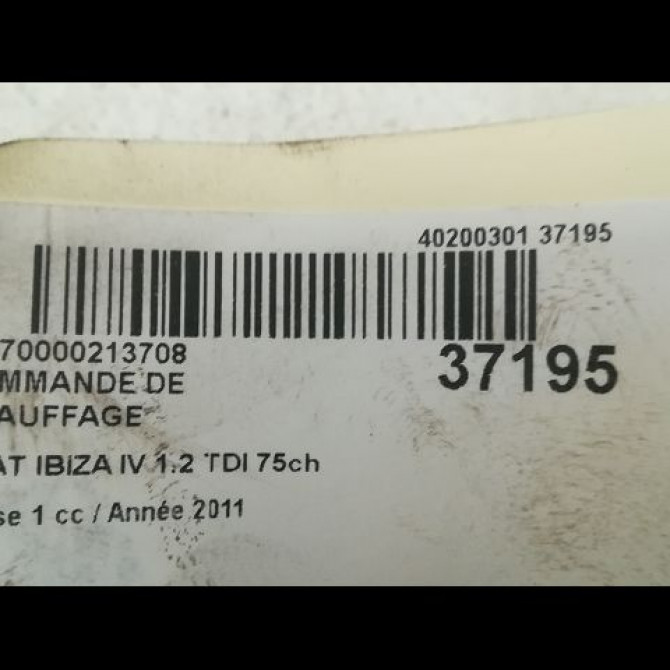 40200301 37195
70000213708
37195
MMANDE DE
AUFFAGE
AT IBIZA IV 1.2 TDI 75ch
se 1 cc / Année 2011